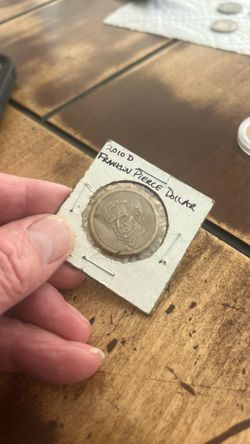 2010 D
FRANKLIN PIERCE DOLLAR